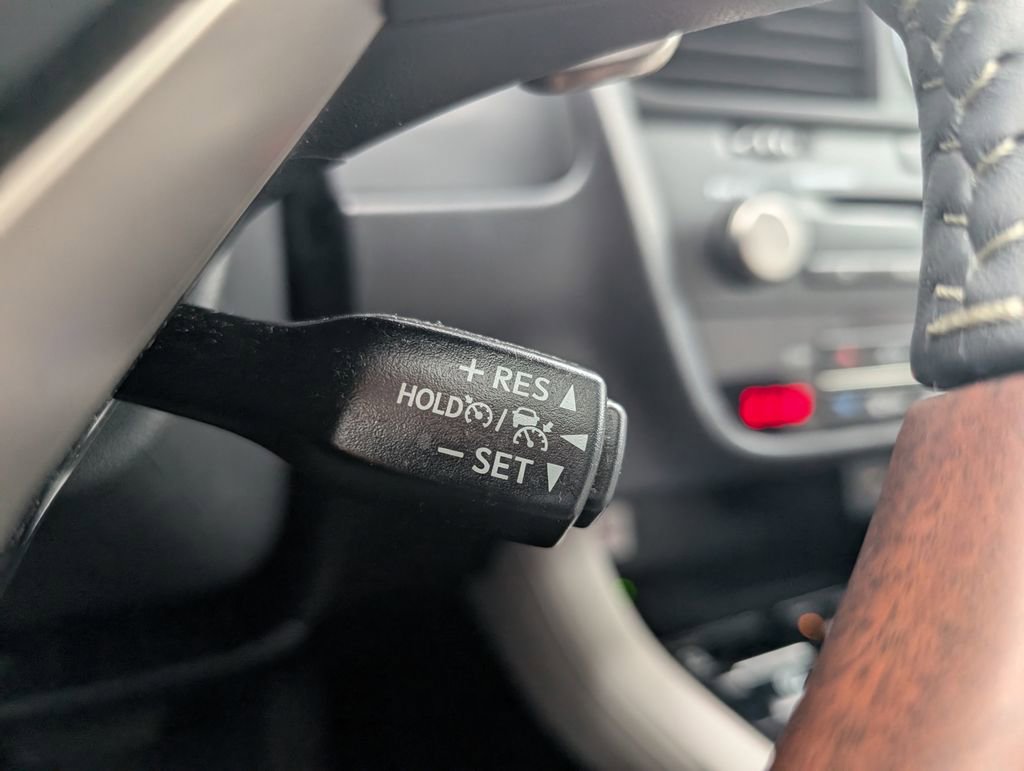 + RES
HOLD /
− SET